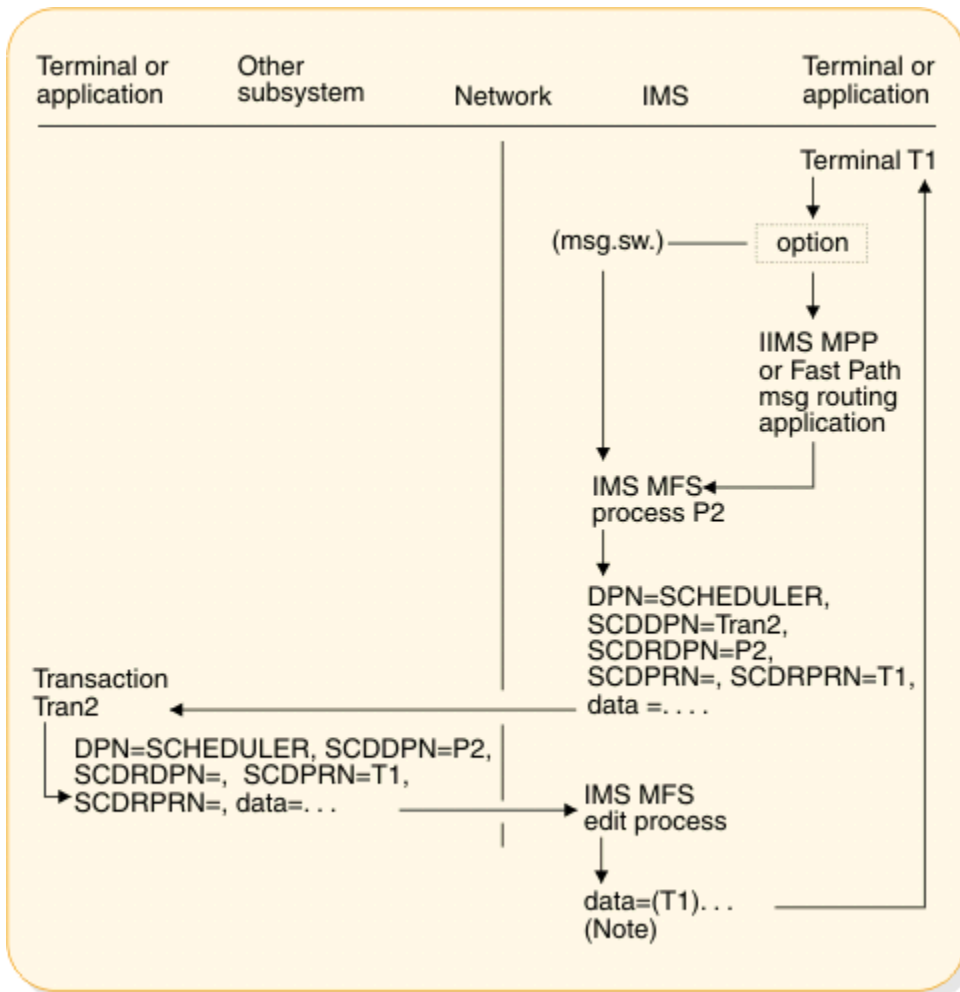 Terminal or
application
Other
subsystem
Network
IMS
Terminal or
application
Terminal T1
(msg.sw.)
option
IIMS MPP
or Fast Path
msg routing
application
IMS MFS
process P2
DPN=SCHEDULER,
SCDDPN=Tran2,
SCDRDPN=P2,
SCDPRN=, SCDRPRN=T1,
data =. . . .
Transaction
Tran2
DPN=SCHEDULER, SCDDPN=P2,
SCDRDPN=, SCDPRN=T1,
SCDRPRN=, data=. . .
IMS MFS
edit process
data=(T1). . .
(Note)